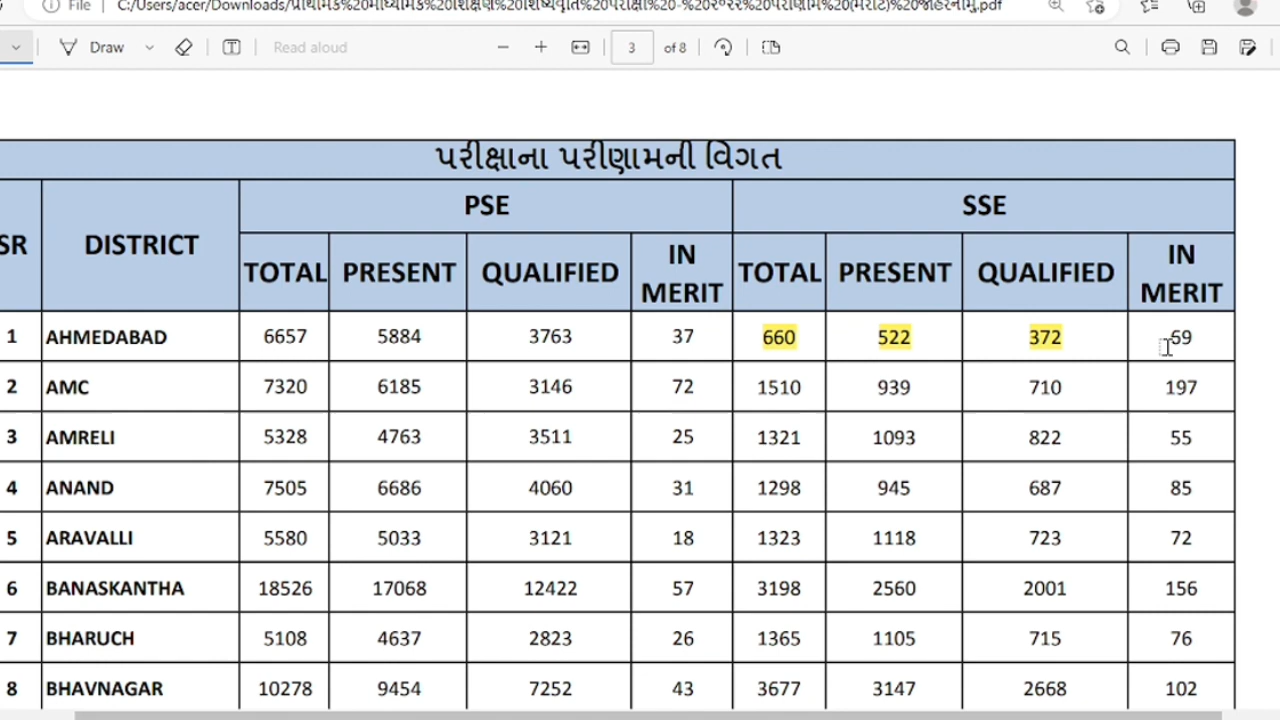 File
Draw
Read aloud
3 of 8
પરીક્ષાના પરીણામની વિગત
SR DISTRICT PSE SSE
TOTAL PRESENT QUALIFIED IN MERIT TOTAL PRESENT QUALIFIED IN MERIT
1 AHMEDABAD 6657 5884 3763 37 660 522 372
2 AMC 7320 6185 3146 72 1510 939 710 197
3 AMRELI 5328 4763 3511 25 1321 1093 822 55
4 ANAND 7505 6686 4060 31 1298 945 687 85
5 ARAVALLI 5580 5033 3121 18 1323 1118 723 72
6 BANASKANTHA 18526 17068 12422 57 3198 2560 2001 156
7 BHARUCH 5108 4637 2823 26 1365 1105 715 76
8 BHAVNAGAR 10278 9454 7252 43 3677 3147 2668 102